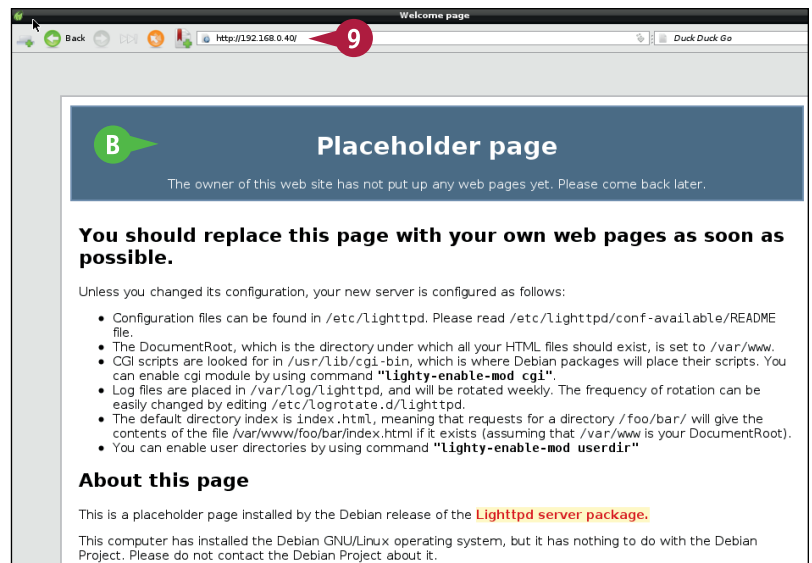 Welcome page
Back
http://192.168.0.40/
9
Duck Duck Go
B
Placeholder page
The owner of this web site has not put up any web pages yet. Please come back later.
You should replace this page with your own web pages as soon as
possible.
Unless you changed its configuration, your new server is configured as follows:
• Configuration files can be found in /etc/lighttpd. Please read /etc/lighttpd/conf-available/README
file.
• The DocumentRoot, which is the directory under which all your HTML files should exist, is set to /var/www.
• CGI scripts are looked for in /usr/lib/cgi-bin, which is where Debian packages will place their scripts. You
can enable cgi module by using command "lighty-enable-mod cgi".
• Log files are placed in /var/log/lighttpd, and will be rotated weekly. The frequency of rotation can be
easily changed by editing /etc/logrotate.d/lighttpd.
• The default directory index is index.html, meaning that requests for a directory /foo/bar/ will give the
contents of the file /var/www/foo/bar/index.html if it exists (assuming that /var/www is your DocumentRoot).
• You can enable user directories by using command "lighty-enable-mod userdir"
About this page
This is a placeholder page installed by the Debian release of the Lighttpd server package.
This computer has installed the Debian GNU/Linux operating system, but it has nothing to do with the Debian
Project. Please do not contact the Debian Project about it.